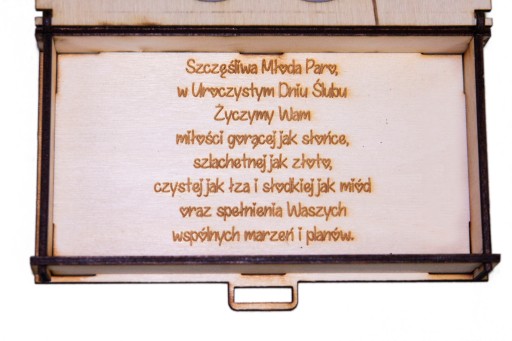 Szczęśliwa Młoda Paro,
w Uroczystym Dniu Ślubu
Życzymy Wam
miłości gorącej jak słońce,
szlachetnej jak złoto,
czystej jak łza i słodkiej jak miód
oraz spełnienia Waszych
wspólnych marzeń i planów.